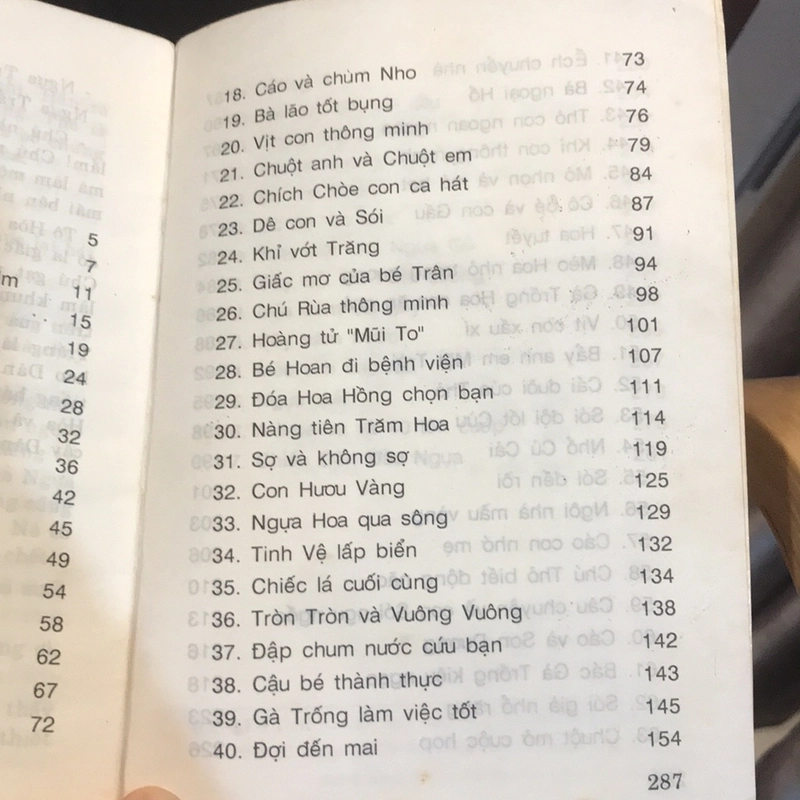 5
7
11
15
19
24
28
32
36
42
45
49
54
58
62
67
72
18. Cáo và chùm Nho 73
19. Bà lão tốt bụng 74
20. Vịt con thông minh 76
21. Chuột anh và Chuột em 79
22. Chích Chòe con ca hát 84
23. Dê con và Sói 87
24. Khỉ vớt Trăng 91
25. Giấc mơ của bé Trân 94
26. Chú Rùa thông minh 98
27. Hoàng tử "Mũi To" 101
28. Bé Hoan đi bệnh viện 107
29. Đóa Hoa Hồng chọn bạn 111
30. Nàng tiên Trăm Hoa 114
31. Sợ và không sợ 119
32. Con Hươu Vàng 125
33. Ngựa Hoa qua sông 129
34. Tinh Vệ lấp biển 132
35. Chiếc lá cuối cùng 134
36. Tròn Tròn và Vuông Vuông 138
37. Đập chum nước cứu bạn 142
38. Cậu bé thành thực 143
39. Gà Trống làm việc tốt 145
40. Đợi đến mai 154
287